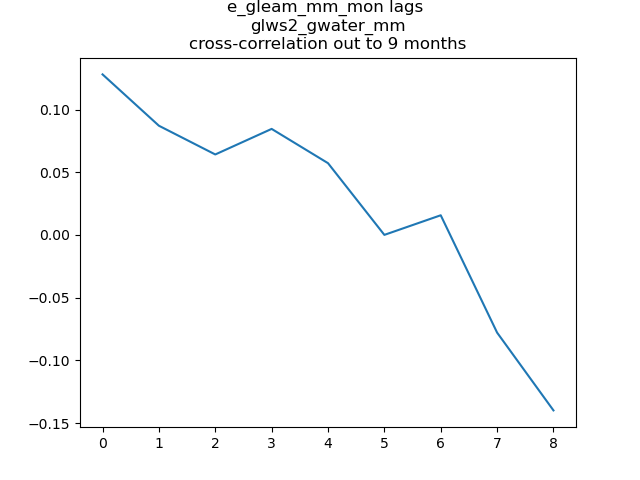 e_gleam_mm_mon lags
glws2_gwater_mm
cross-correlation out to 9 months
0.10
0.05
0.00
−0.05
−0.10
−0.15
0 1 2 3 4 5 6 7 8